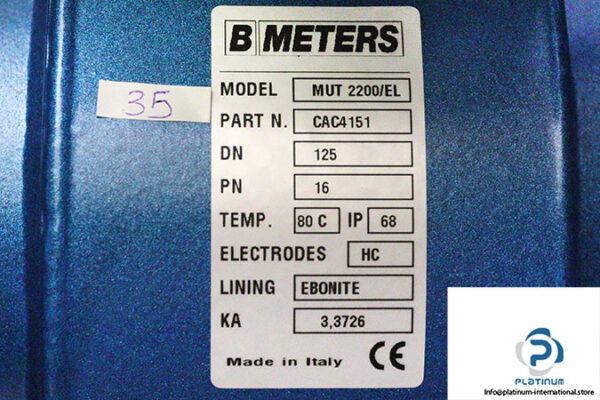 B METERS
35
MODEL MUT 2200/EL
PART N. CAC4151
DN 125
PN 16
TEMP. 80 C IP 68
ELECTRODES HC
LINING EBONITE
KA 3,3726
Made in Italy CE
PLATINUM
Info@platinum-international.store